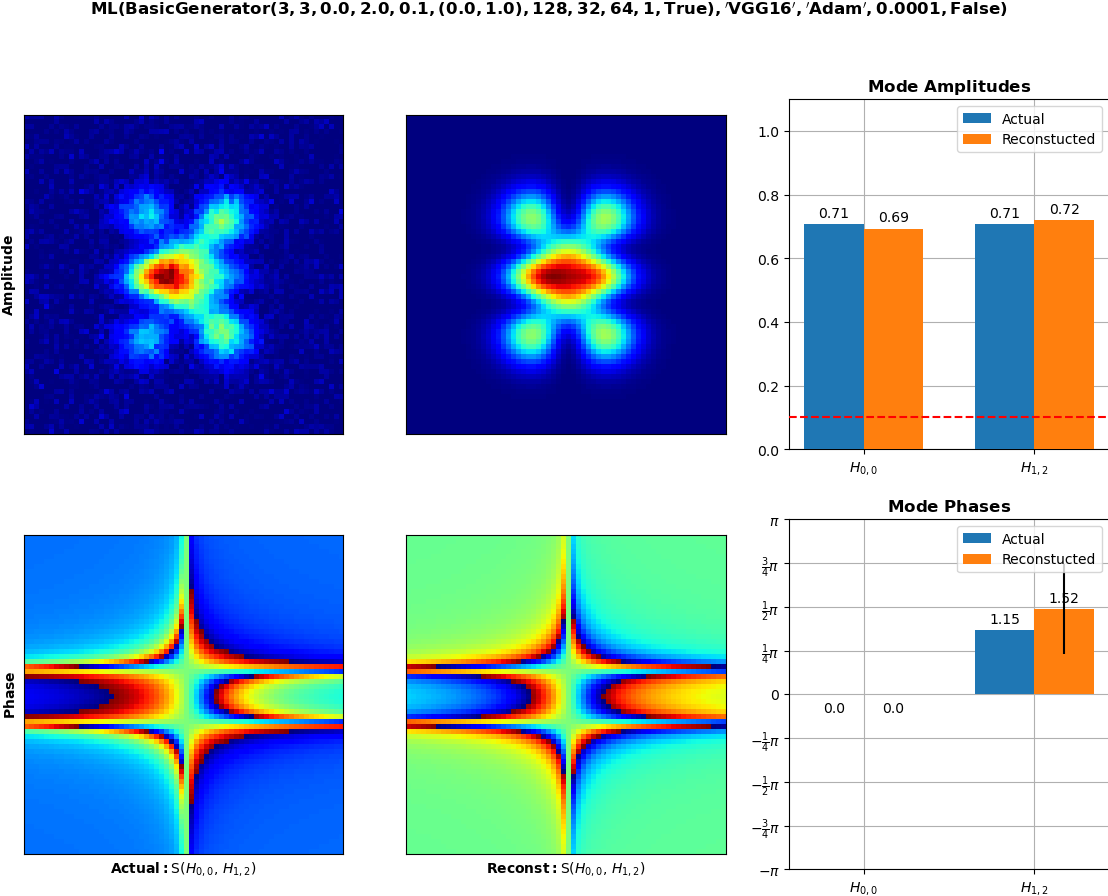 ML(BasicGenerator(3, 3, 0.0, 2.0, 0.1, (0.0, 1.0), 128, 32, 64, 1, True), ′VGG16′, ′Adam′, 0.0001, False)
Amplitude
Mode Amplitudes
1.0
0.8
0.6
0.4
0.2
0.0
Actual
Reconstucted
0.71
0.69
0.71
0.72
H0,0
H1,2
Phase
Actual: S(H0,0, H1,2)
Reconst: S(H0,0, H1,2)
Mode Phases
π
3/4π
1/2π
1/4π
0
−1/4π
−1/2π
−3/4π
−π
Actual
Reconstucted
0.0
0.0
1.15
1.52
H0,0
H1,2